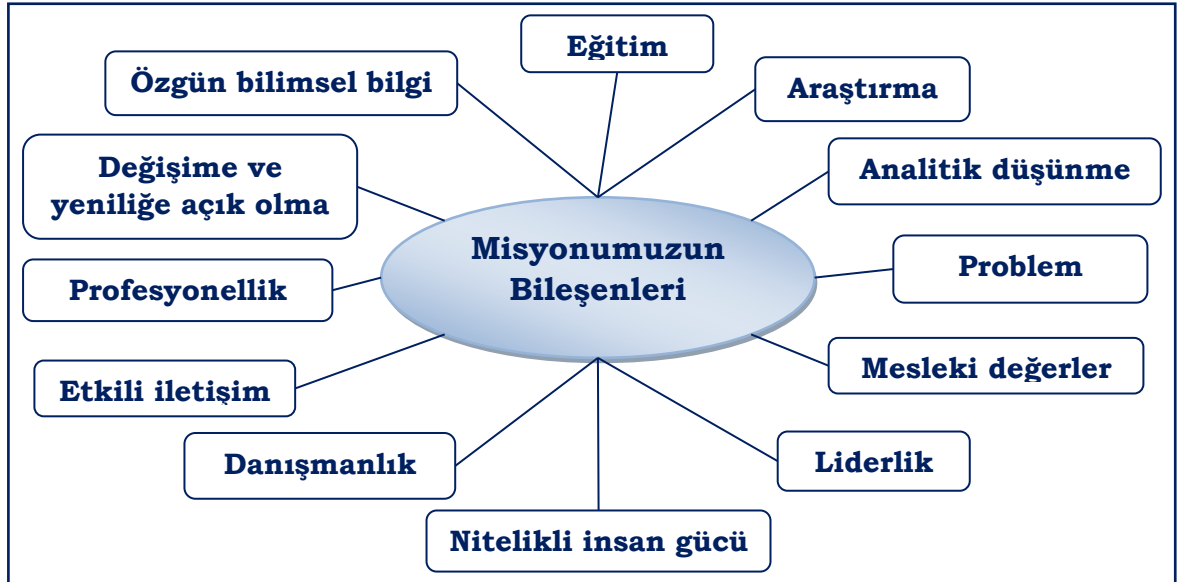 Eğitim
Özgün bilimsel bilgi
Araştırma
Değişime ve
yeniliğe açık olma
Analitik düşünme
Misyonumuzun
Bileşenleri
Profesyonellik
Problem
Etkili iletişim
Mesleki değerler
Danışmanlık
Liderlik
Nitelikli insan gücü